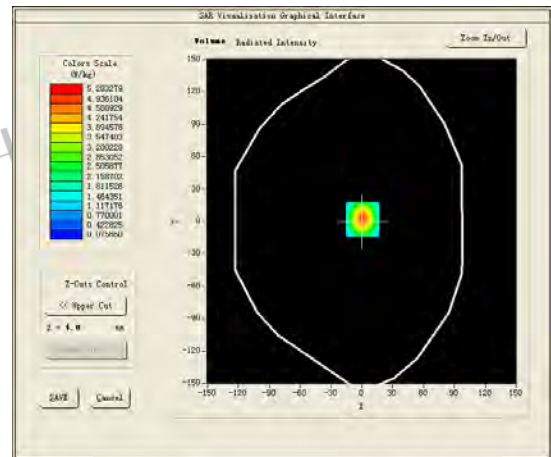 SAR Visualisation Graphical Interface
Volume Radiated Intensity
Zoom In/Out
Colors Scale
(W/kg)
5.283279
4.936104
4.588929
4.241754
3.894578
3.547403
3.200228
2.853052
2.505877
2.158702
1.811526
1.464351
1.117176
0.770001
0.422825
0.075650
150
120
90
60
30
0
-30
-60
-90
-120
-150
Y
-150 -120 -90 -60 -30 0 30 60 90 120 150
X
Z-Cuts Control
<< Upper Cut
Z = 4.0 mm
SAVE Cancel